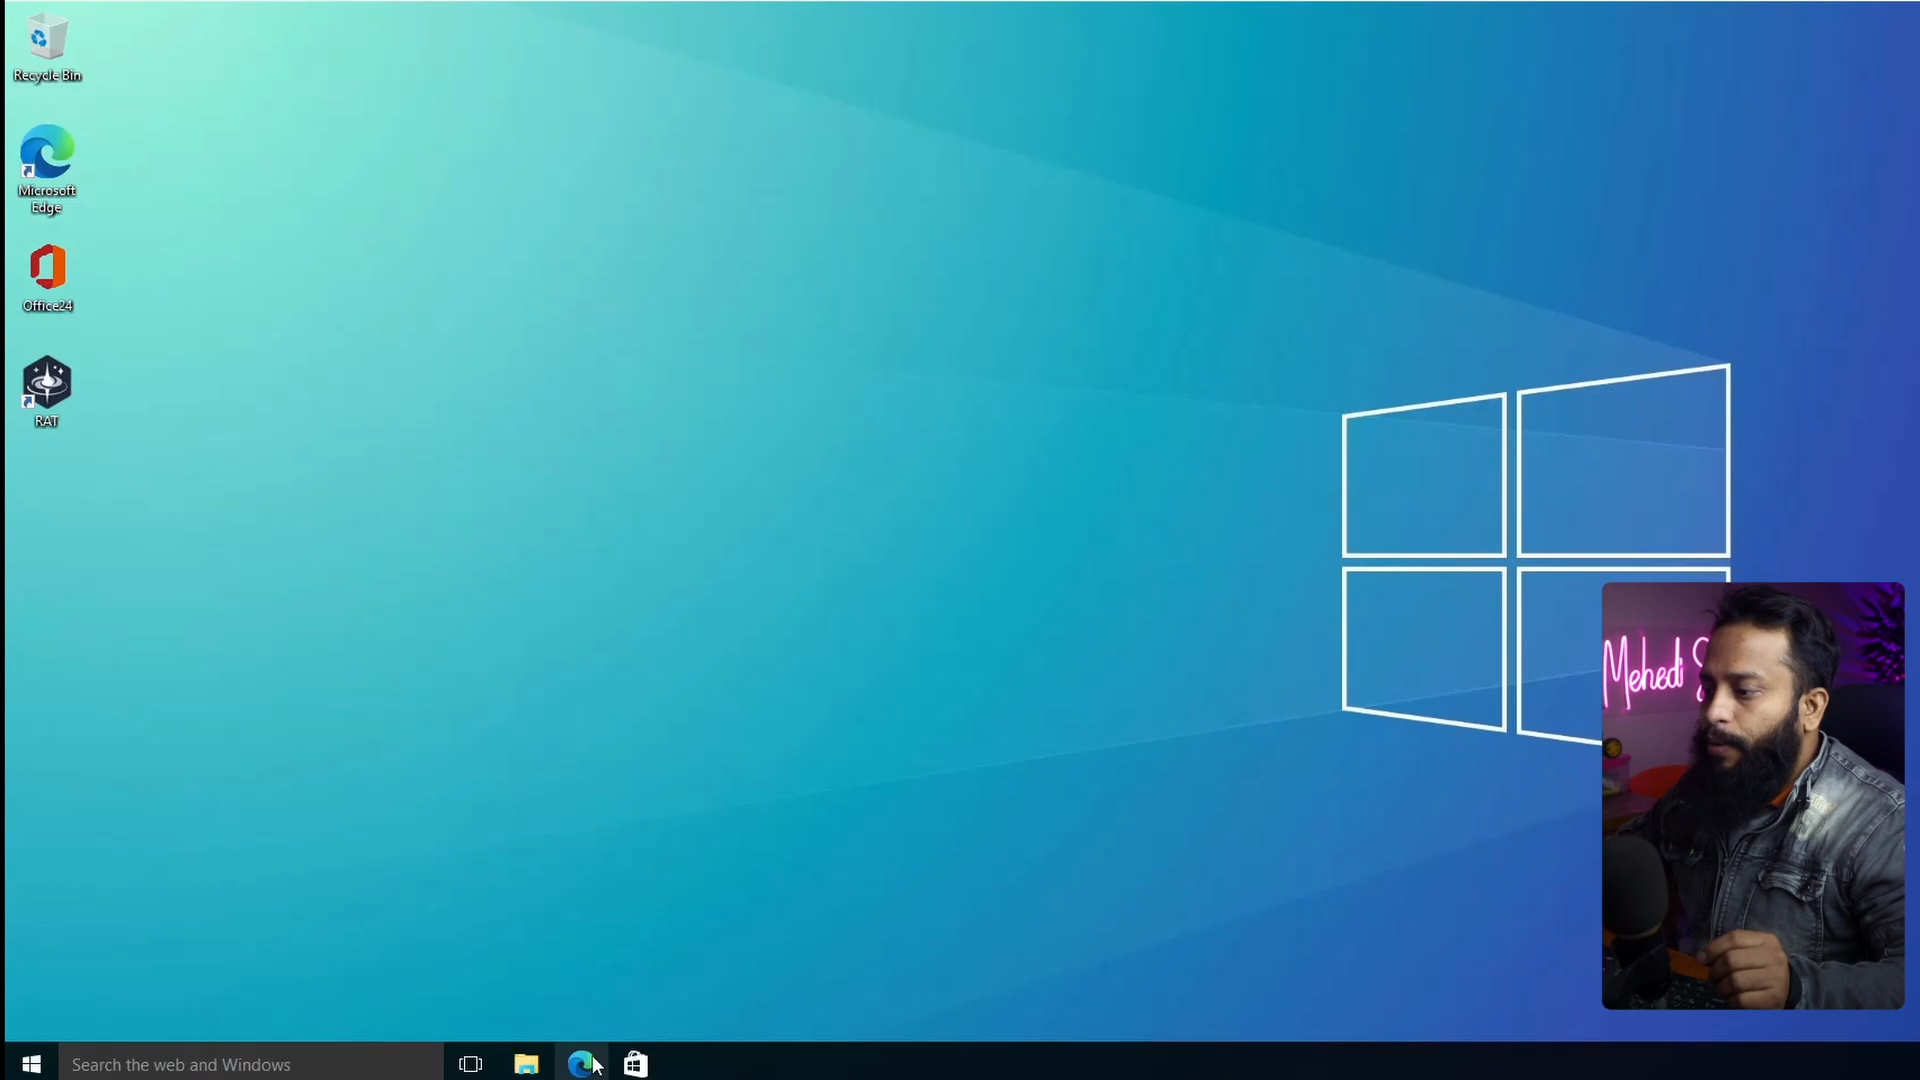 Recycle Bin
Microsoft
Edge
Office24
RAT
Mehedi
Search the web and Windows